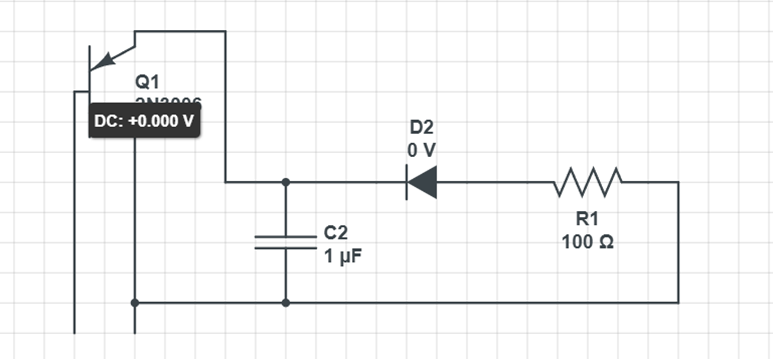 Q1
DC: +0.000 V
D2
0 V
C2
1 µF
R1
100 Ω